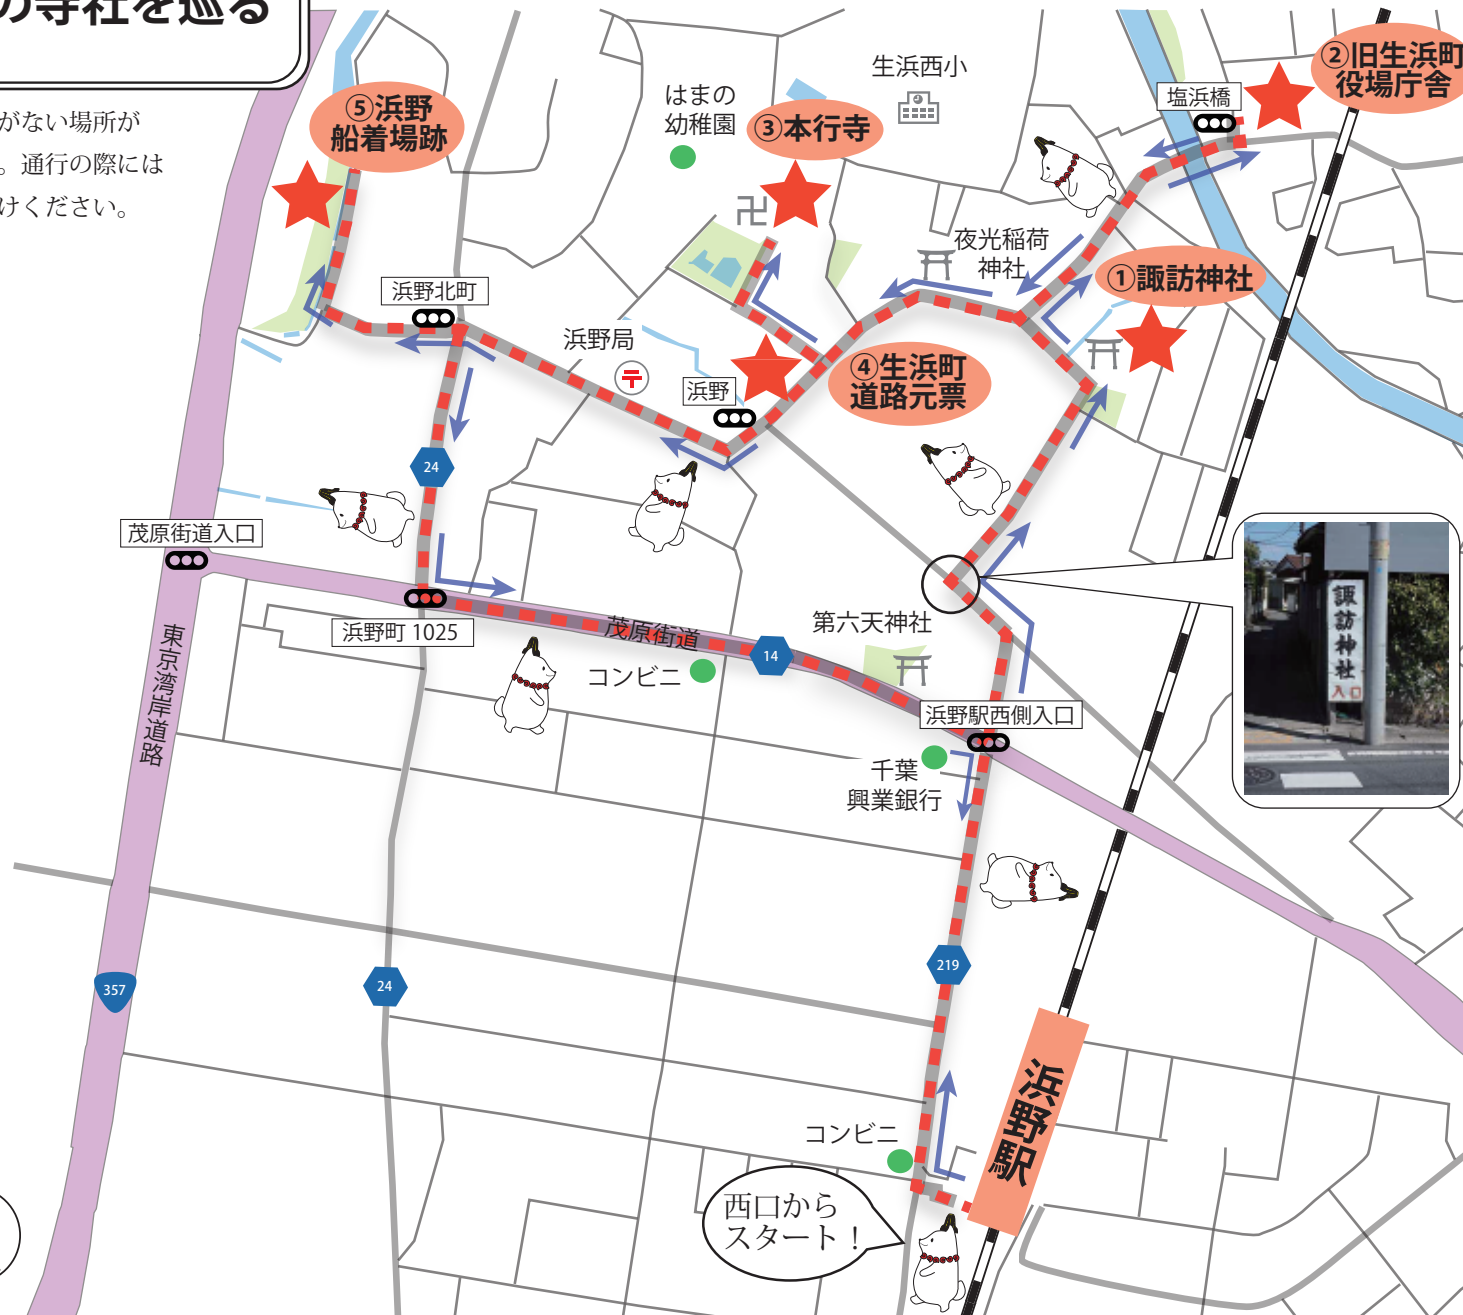 の寺社を巡る
がない場所が
。通行の際には
けください。
⑤浜野
船着場跡
はまの
幼稚園
③本行寺
生浜西小
塩浜橋
②旧生浜町
役場庁舎
夜光稲荷
神社
①諏訪神社
浜野北町
浜野局
浜野
④生浜町
道路元票
24
茂原街道入口
浜野町 1025
茂原街道
14
コンビニ
第六天神社
浜野駅西側入口
千葉
興業銀行
諏訪神社
入口
東京湾岸道路
357
24
219
浜野駅
コンビニ
西口から
スタート！